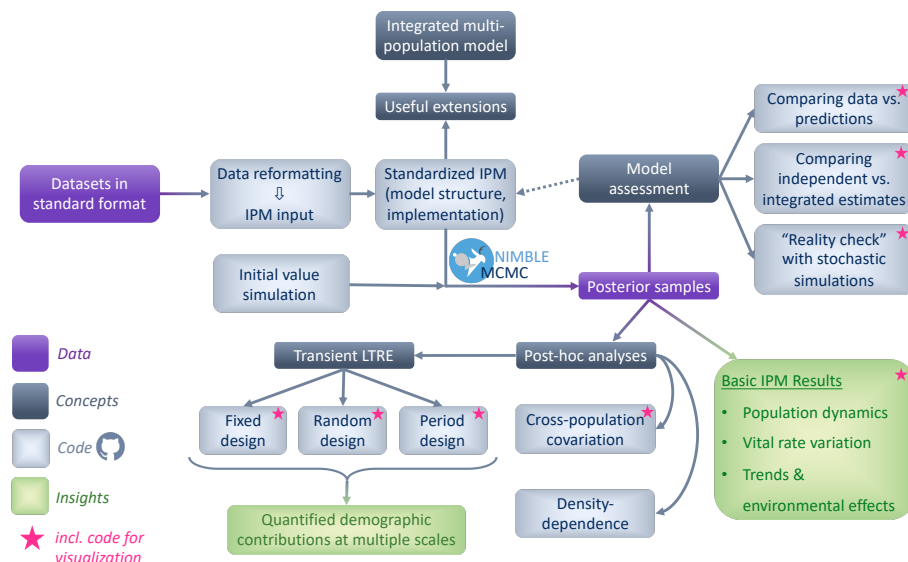 Integrated multi-
population model
Useful extensions
Datasets in
standard format
Data reformatting
⇩
IPM input
Standardized IPM
(model structure,
implementation)
Model
assessment
Comparing data vs.
predictions
Comparing
independent vs.
integrated estimates
“Reality check”
with stochastic
simulations
Initial value
simulation
NIMBLE
MCMC
Posterior samples
Transient LTRE
Post-hoc analyses
Fixed
design
Random
design
Period
design
Cross-population
covariation
Density-
dependence
Quantified demographic
contributions at multiple scales
Basic IPM Results
• Population dynamics
• Vital rate variation
• Trends &
environmental effects
Data
Concepts
Code
Insights
incl. code for
visualization